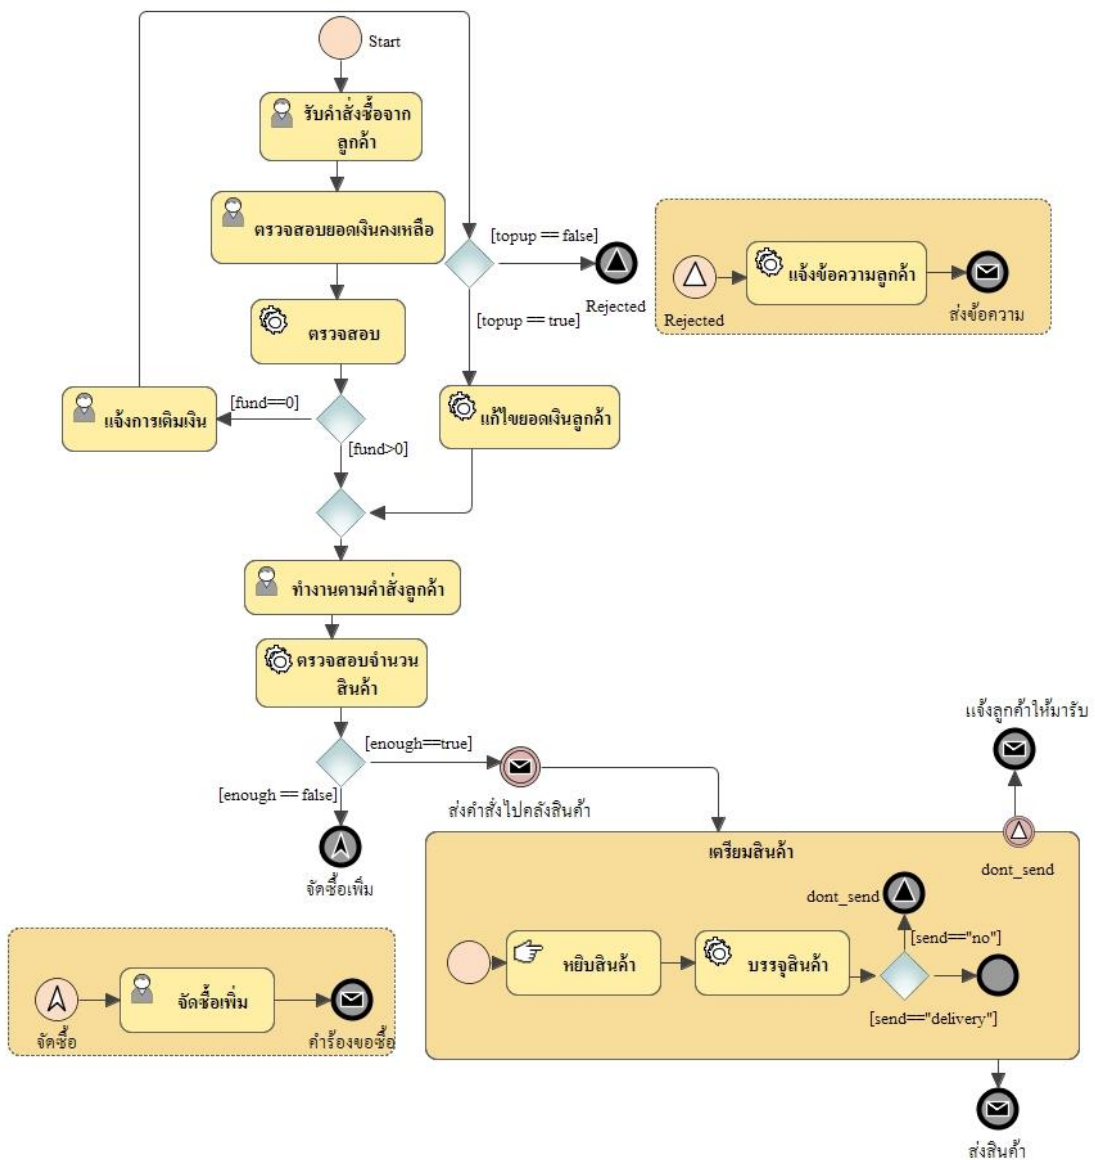 Start
รับคำสั่งซื้อจาก
ลูกค้า
ตรวจสอบยอดเงินคงเหลือ
[topup == false]
Rejected
[topup == true]
Rejected
แจ้งข้อความลูกค้า
ส่งข้อความ
ตรวจสอบ
แจ้งการเติมเงิน
[fund==0]
[fund>0]
แก้ไขยอดเงินลูกค้า
ทำงานตามคำสั่งลูกค้า
ตรวจสอบจำนวน
สินค้า
[enough==true]
[enough == false]
ส่งคำสั่งไปคลังสินค้า
จัดซื้อเพิ่ม
แจ้งลูกค้าให้มารับ
เตรียมสินค้า
dont_send
dont_send
[send=="no"]
หยิบสินค้า
บรรจุสินค้า
[send=="delivery"]
จัดซื้อ
จัดซื้อเพิ่ม
คำร้องขอซื้อ
ส่งสินค้า